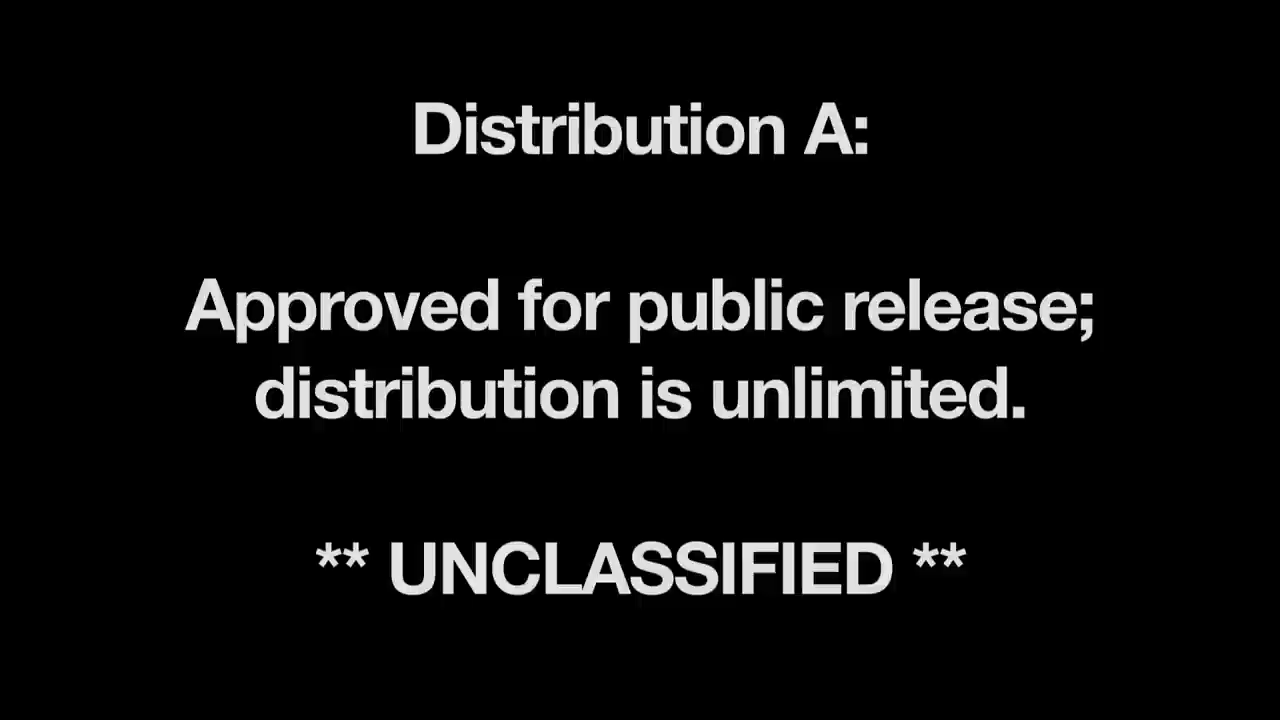 Distribution A:
Approved for public release;
distribution is unlimited.
** UNCLASSIFIED **